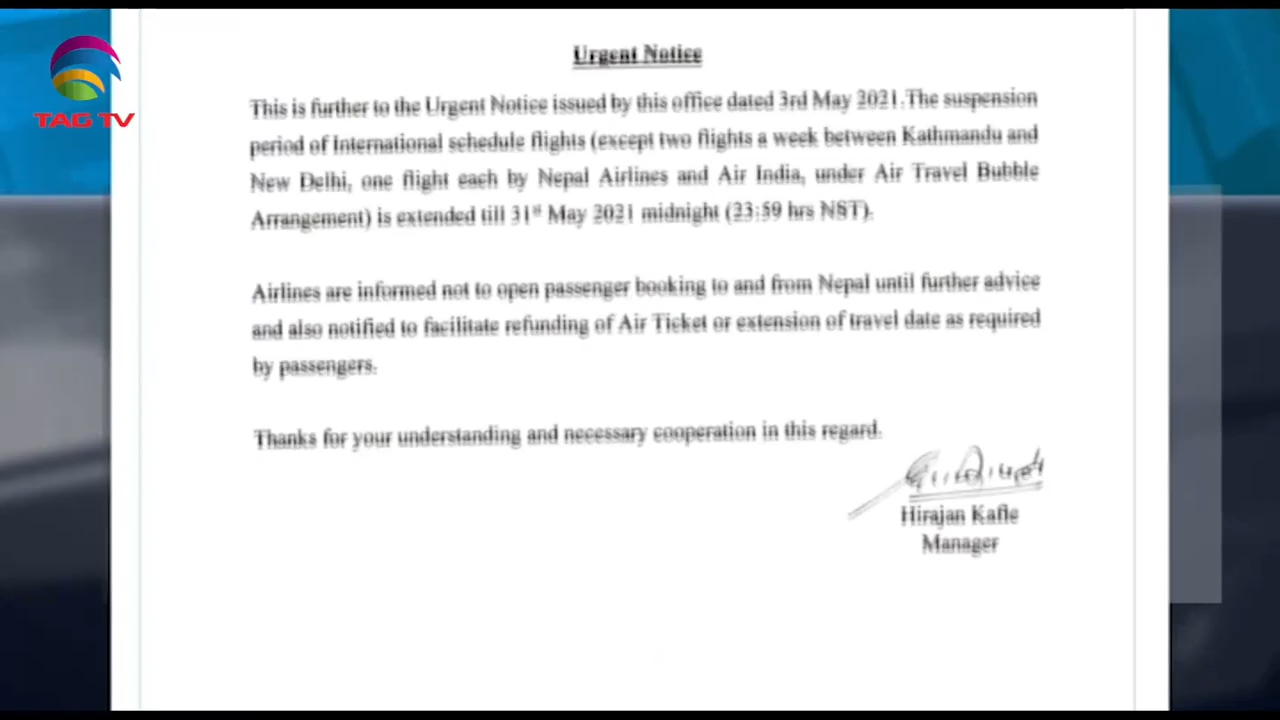 TAG TV
Urgent Notice
This is further to the Urgent Notice issued by this office dated 3rd May 2021.The suspension
period of International schedule flights (except two flights a week between Kathmandu and
New Delhi, one flight each by Nepal Airlines and Air India, under Air Travel Bubble
Arrangement) is extended till 31st May 2021 midnight (23:59 hrs NST).
Airlines are informed not to open passenger booking to and from Nepal until further advice
and also notified to facilitate refunding of Air Ticket or extension of travel date as required
by passengers.
Thanks for your understanding and necessary cooperation in this regard.
Hirajan Kafle
Manager